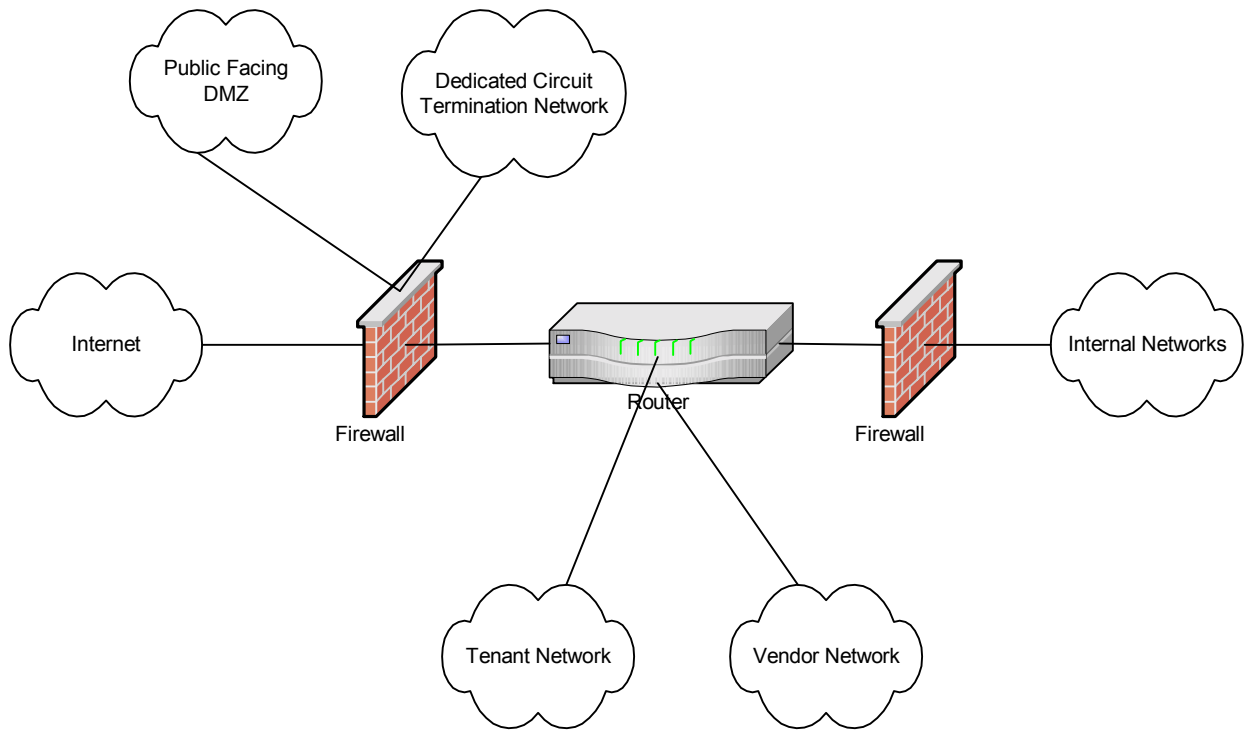 Public Facing
DMZ
Dedicated Circuit
Termination Network
Internet
Internal Networks
Router
Firewall
Firewall
Tenant Network
Vendor Network